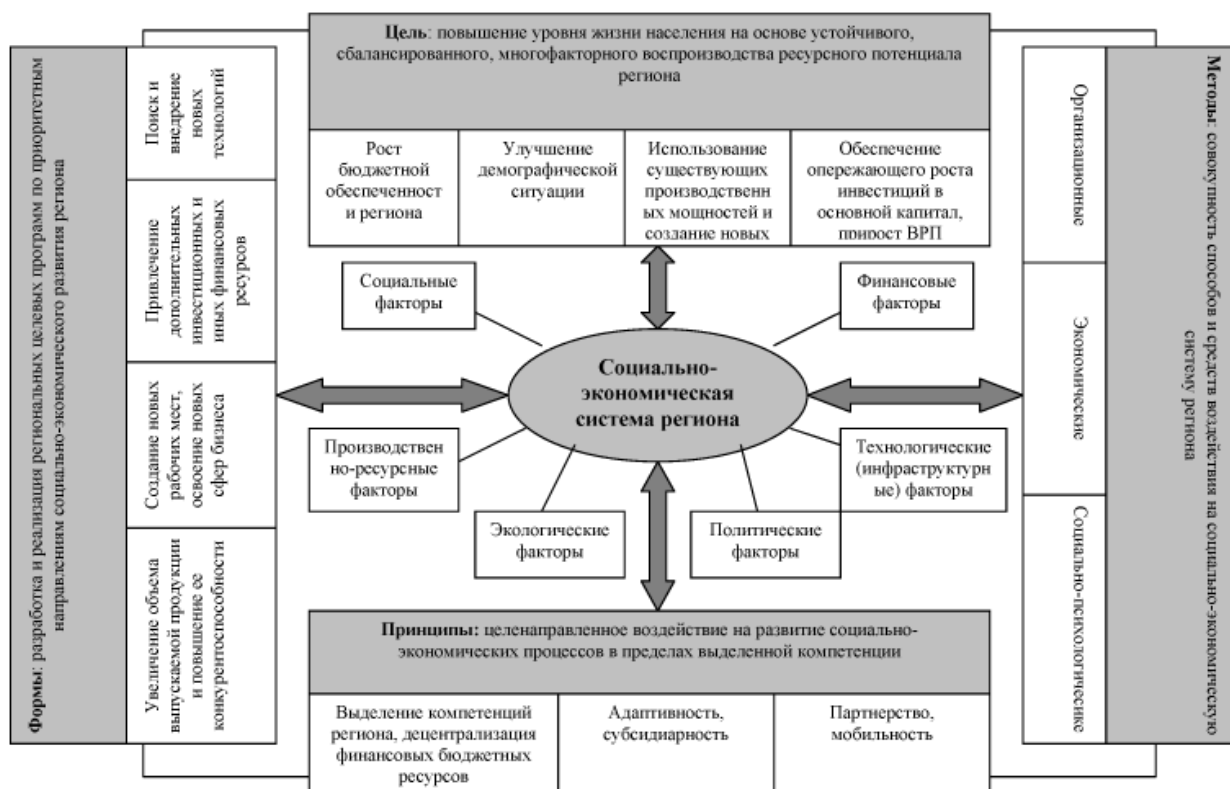 Цель: повышение уровня жизни населения на основе устойчивого,
сбалансированного, многофакторного воспроизводства ресурсного потенциала
региона
Рост
бюджетной
обеспеченност
и региона
Улучшение
демографической
ситуации
Использование
существующих
производственн
ых мощностей и
создание новых
Обеспечение
опережающего роста
инвестиций в
основной капитал,
прирост ВРП
Формы: разработка и реализация региональных целевых программ по приоритетным
направлениям социально-экономического развития региона
Поиск и
внедрение
новых
технологий
Привлечение
дополнительных
инвестиционных и
иных финансовых
ресурсов
Создание новых
рабочих мест,
освоение новых
сфер бизнеса
Увеличение объема
выпускаемой продукции
и повышение ее
конкурентоспособности
Социальные
факторы
Финансовые
факторы
Социально-
экономическая
система региона
Производствен
но-ресурсные
факторы
Технологические
(инфраструктурн
ые) факторы
Экологические
факторы
Политические
факторы
Организационные
Экономические
Социально-психологичесике
Методы: совокупность способов и средств воздействия на социально-экономическую
систему региона
Принципы: целенаправленное воздействие на развитие социально-
экономических процессов в пределах выделенной компетенции
Выделение компетенций
региона, децентрализация
финансовых бюджетных
ресурсов
Адаптивность,
субсидиарность
Партнерство,
мобильность